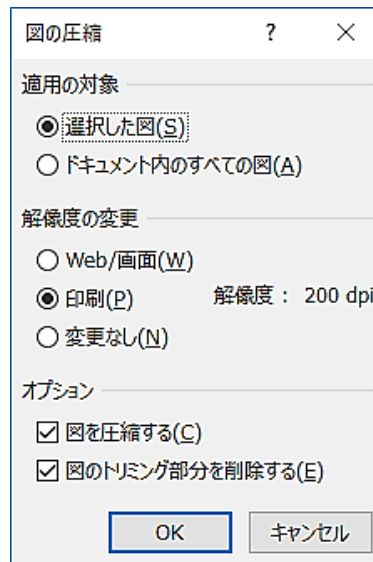 図の圧縮 ? ×
適用の対象
選択した図(S)
ドキュメント内のすべての図(A)
解像度の変更
Web/画面(W)
印刷(P) 解像度： 200 dpi
変更なし(N)
オプション
図を圧縮する(C)
図のトリミング部分を削除する(E)
OK キャンセル